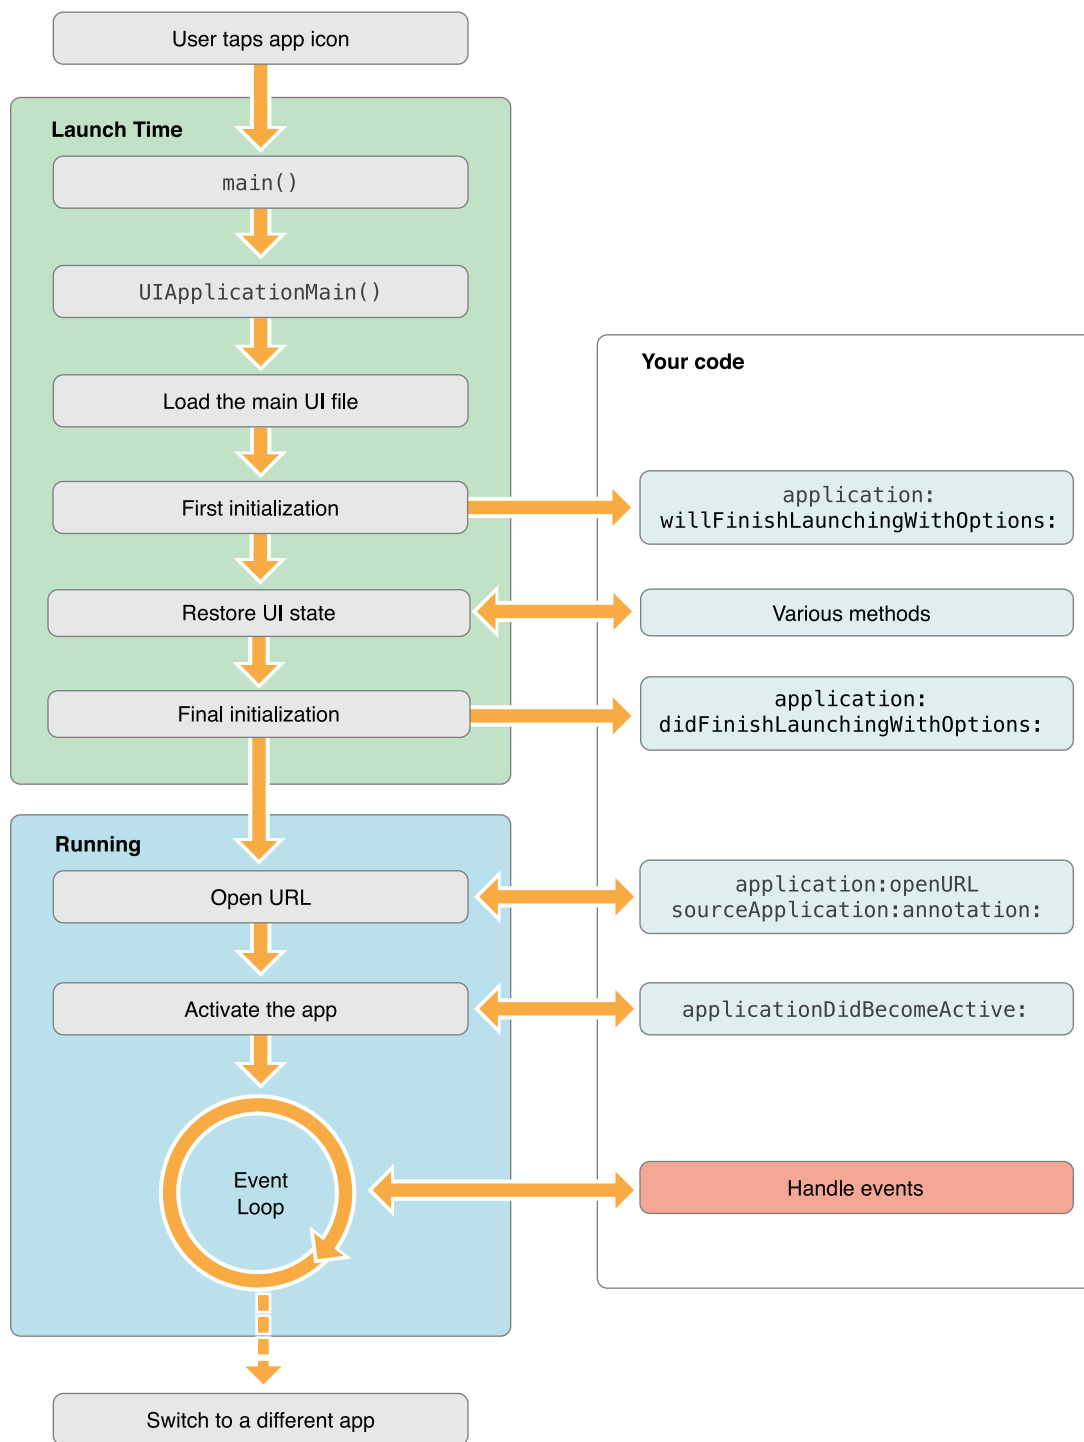 User taps app icon
Launch Time
main()
UIApplicationMain()
Load the main UI file
First initialization
Restore UI state
Final initialization
Running
Open URL
Activate the app
Event
Loop
Switch to a different app
Your code
application:
willFinishLaunchingWithOptions:
Various methods
application:
didFinishLaunchingWithOptions:
application:openURL
sourceApplication:annotation:
applicationDidBecomeActive:
Handle events